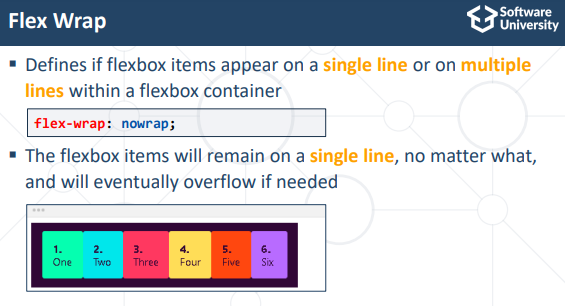 Flex Wrap
Software
University
▪ Defines if flexbox items appear on a single line or on multiple
lines within a flexbox container
flex-wrap: nowrap;
▪ The flexbox items will remain on a single line, no matter what,
and will eventually overflow if needed
1. 2. 3. 4. 5. 6.
One Two Three Four Five Six